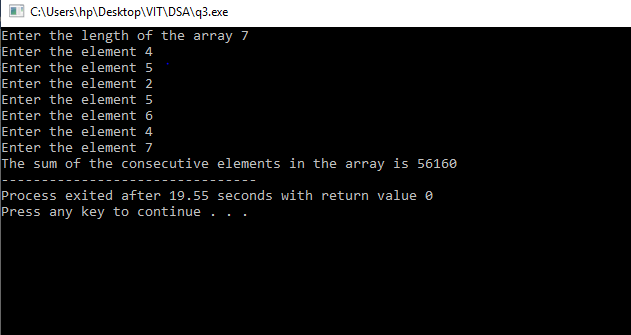 C:\Users\hp\Desktop\VIT\DSA\q3.exe
Enter the length of the array 7
Enter the element 4
Enter the element 5
Enter the element 2
Enter the element 5
Enter the element 6
Enter the element 4
Enter the element 7
The sum of the consecutive elements in the array is 56160
--------------------------------
Process exited after 19.55 seconds with return value 0
Press any key to continue . . .